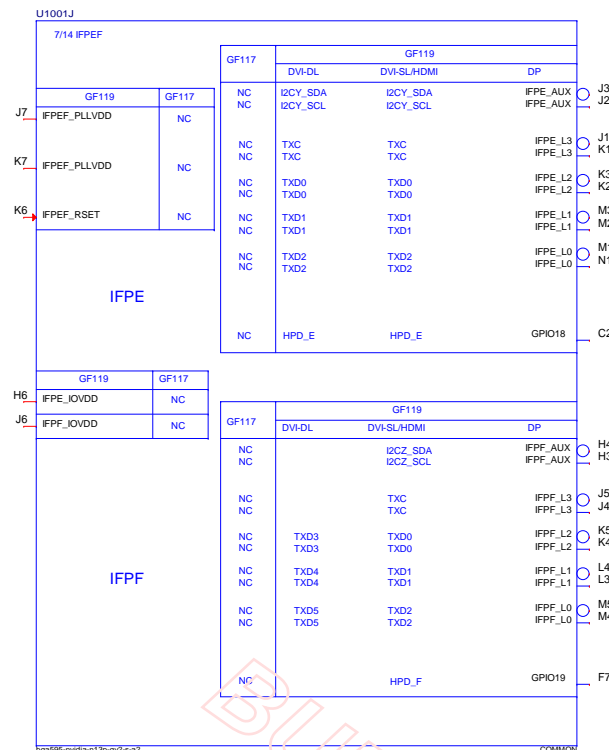 U1001J
7/14 IFPEF
GF117 GF119
DVI-DL DVI-SL/HDMI DP
NC I2CY_SDA I2CY_SDA IFPE_AUX J3
NC I2CY_SCL I2CY_SCL IFPE_AUX J2
GF119 GF117
J7 IFPEF_PLLVDD NC
K7 IFPEF_PLLVDD NC
K6 IFPEF_RSET NC
NC TXC TXC IFPE_L3 J1
NC TXC TXC IFPE_L3 K1
NC TXD0 TXD0 IFPE_L2 K3
NC TXD0 TXD0 IFPE_L2 K2
NC TXD1 TXD1 IFPE_L1 M3
NC TXD1 TXD1 IFPE_L1 M2
NC TXD2 TXD2 IFPE_L0 M1
NC TXD2 TXD2 IFPE_L0 N1
IFPE
NC HPD_E HPD_E GPIO18 C2
GF119 GF117
H6 IFPE_IOVDD NC
J6 IFPF_IOVDD NC
GF117 GF119
DVI-DL DVI-SL/HDMI DP
NC I2CZ_SDA IFPF_AUX H4
NC I2CZ_SCL IFPF_AUX H3
NC TXC IFPF_L3 J5
NC TXC IFPF_L3 J4
NC TXD3 TXD0 IFPF_L2 K5
NC TXD3 TXD0 IFPF_L2 K4
NC TXD4 TXD1 IFPF_L1 L4
NC TXD4 TXD1 IFPF_L1 L3
NC TXD5 TXD2 IFPF_L0 M5
NC TXD5 TXD2 IFPF_L0 M4
IFPF
NC HPD_F GPIO19 F7
COMMON